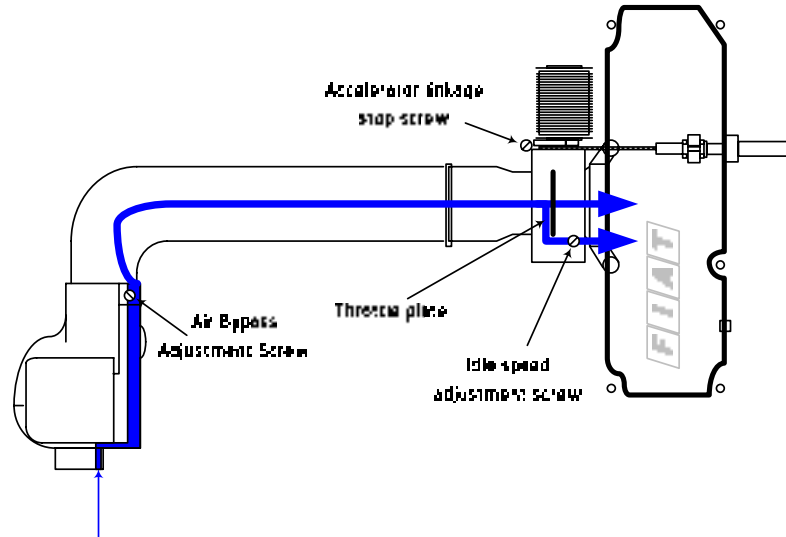 Accelerator linkage
stop screw
Throttle plate
Air Bypass
Adjustment Screw
Idle speed
adjustment screw
FIAT